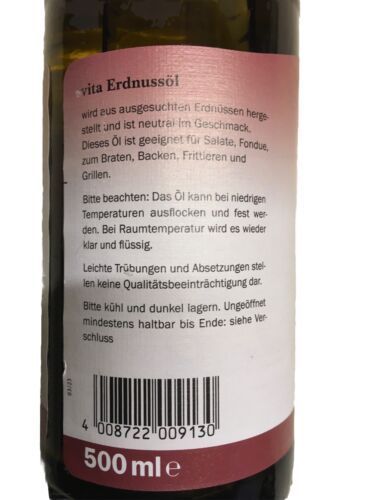 vita Erdnussöl
wird aus ausgesuchten Erdnüssen herge-
stellt und ist neutral im Geschmack.
Dieses Öl ist geeignet für Salate, Fondue,
zum Braten, Backen, Frittieren und
Grillen.
Bitte beachten: Das Öl kann bei niedrigen
Temperaturen ausflocken und fest wer-
den. Bei Raumtemperatur wird es wieder
klar und flüssig.
Leichte Trübungen und Absetzungen stel-
len keine Qualitätsbeeinträchtigung dar.
Bitte kühl und dunkel lagern. Ungeöffnet
mindestens haltbar bis Ende: siehe Ver-
schluss
4 008722 009130
500 ml e